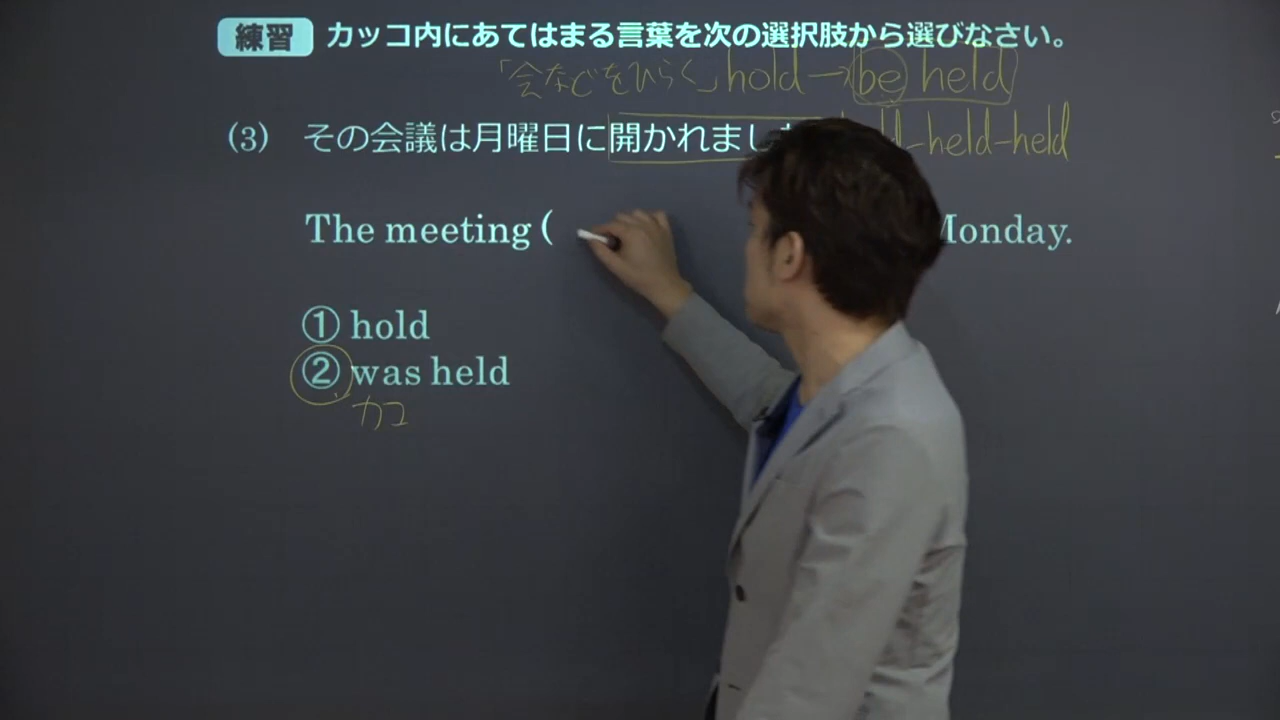 練習 カッコ内にあてはまる言葉を次の選択肢から選びなさい。
「会などをひらく」hold→be held
(3) その会議は月曜日に開かれまし
-held-held
The meeting ( Monday.
① hold
② was held
カコ